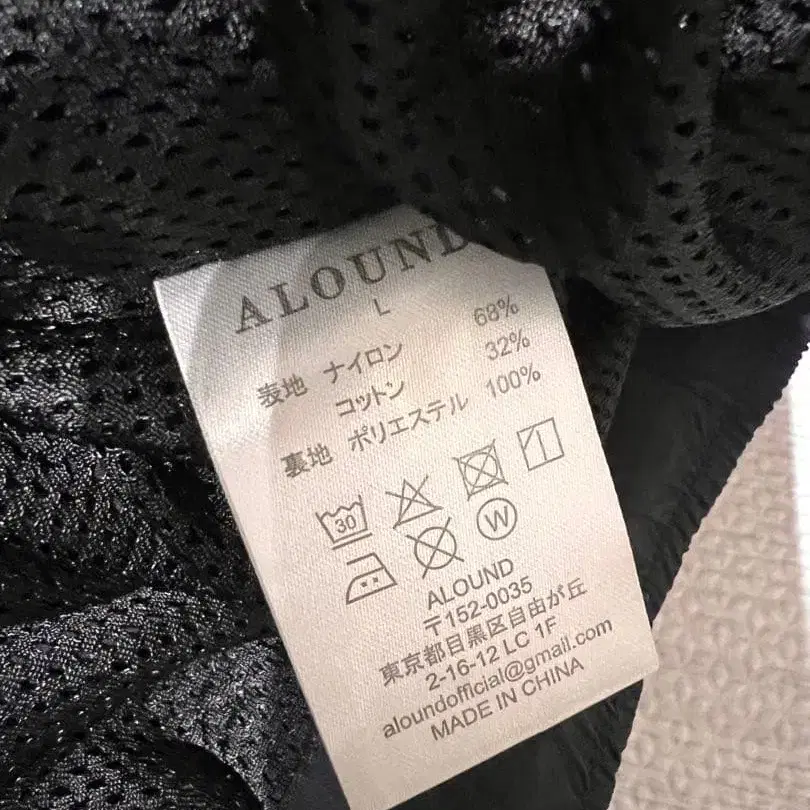 ALOUND
L
表地 ナイロン 68%
コットン 32%
裏地 ポリエステル 100%
30
W
ALOUND
〒152-0035
東京都目黒区自由が丘
2-16-12 LC 1F
aloundofficial@gmail.com
MADE IN CHINA